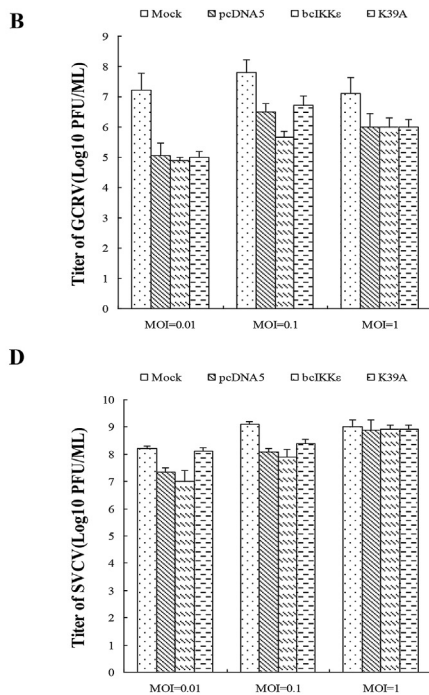 B
Mock pcDNA5 bcIKKε K39A
Titer of GCRV(Log10 PFU/ML)
9
8
7
6
5
4
3
2
1
0
MOI=0.01 MOI=0.1 MOI=1
D
Mock pcDNA5 bcIKKε K39A
Titer of SVCV(Log10 PFU/ML)
10
9
8
7
6
5
4
3
2
1
0
MOI=0.01 MOI=0.1 MOI=1